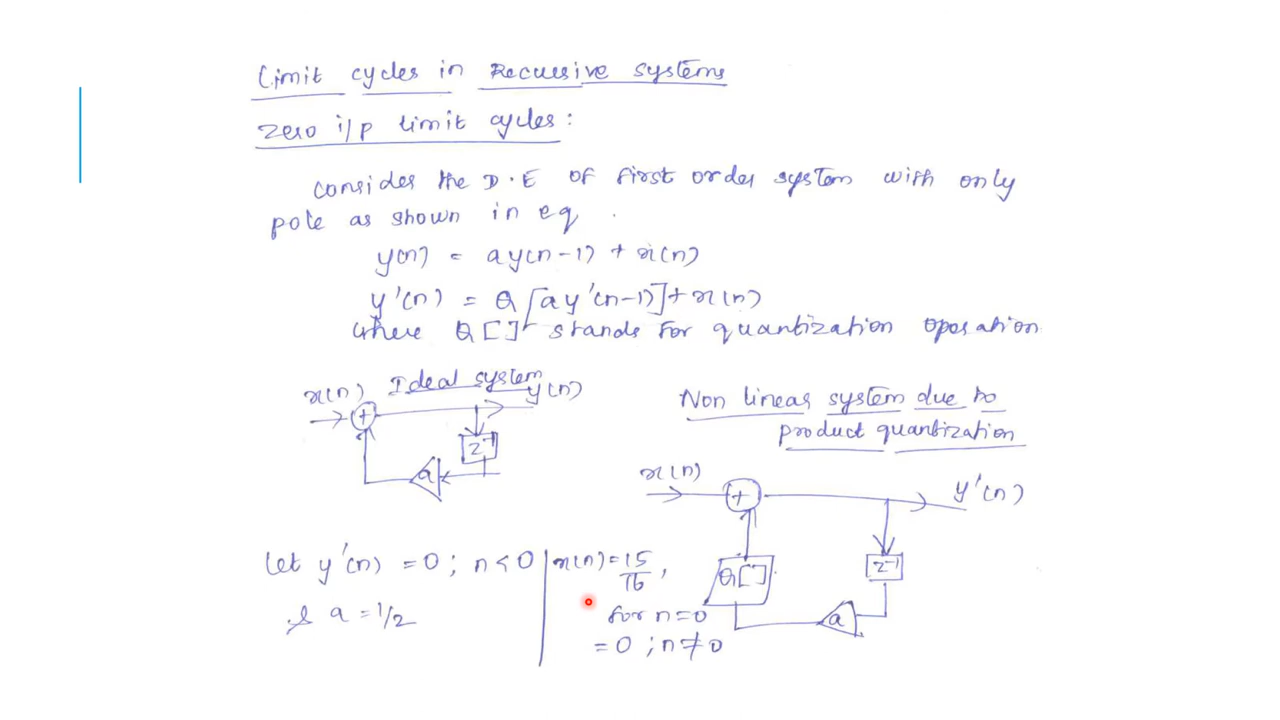 Limit cycles in Recursive systems
Zero i/p limit cycles:
Consider the D.E of first order system with only
pole as shown in eq .
y(n) = ay(n-1) + x(n)
y'(n) = Q[ay'(n-1)] + x(n)
where Q[] stands for quantization operation
Ideal system
x(n)
y(n)
+
z⁻¹
a
Non linear system due to
product quantization
x(n)
y'(n)
+
Q[]
z⁻¹
a
Let y'(n) = 0; n<0
& a = 1/2
x(n) = 15/16,
for n=0
= 0 ; n≠0